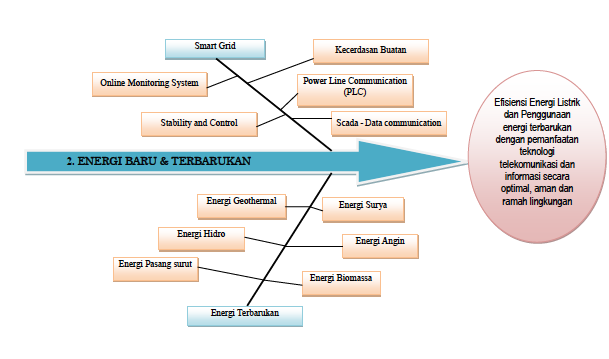 Smart Grid
Kecerdasan Buatan
Online Monitoring System
Power Line Communication
(PLC)
Stability and Control
Scada - Data communication
2. ENERGI BARU & TERBARUKAN
Efisiensi Energi Listrik
dan Penggunaan
energi terbarukan
dengan pemanfaatan
teknologi
telekomunikasi dan
informasi secara
optimal, aman dan
ramah lingkungan
Energi Geothermal
Energi Surya
Energi Hidro
Energi Angin
Energi Pasang surut
Energi Biomassa
Energi Terbarukan